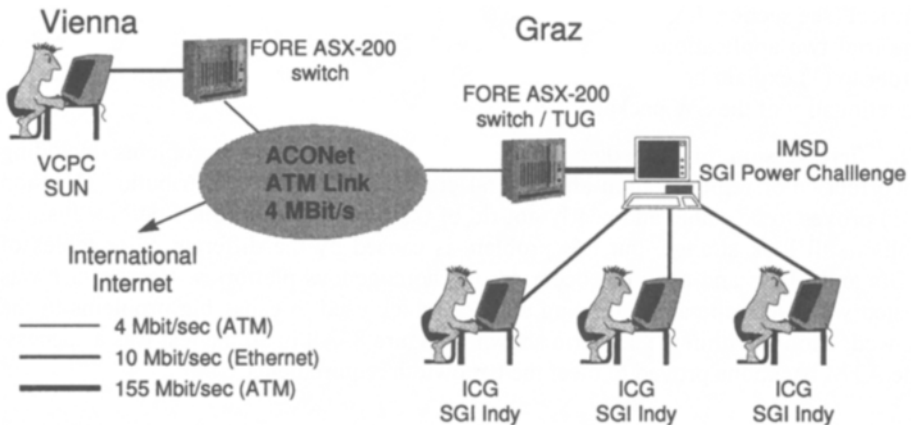 Vienna
FORE ASX-200
switch
VCPC
SUN
ACONet
ATM Link
4 MBit/s
International
Internet
Graz
FORE ASX-200
switch / TUG
IMSD
SGI Power Challenge
ICG
SGI Indy
ICG
SGI Indy
ICG
SGI Indy
4 Mbit/sec (ATM)
10 Mbit/sec (Ethernet)
155 Mbit/sec (ATM)